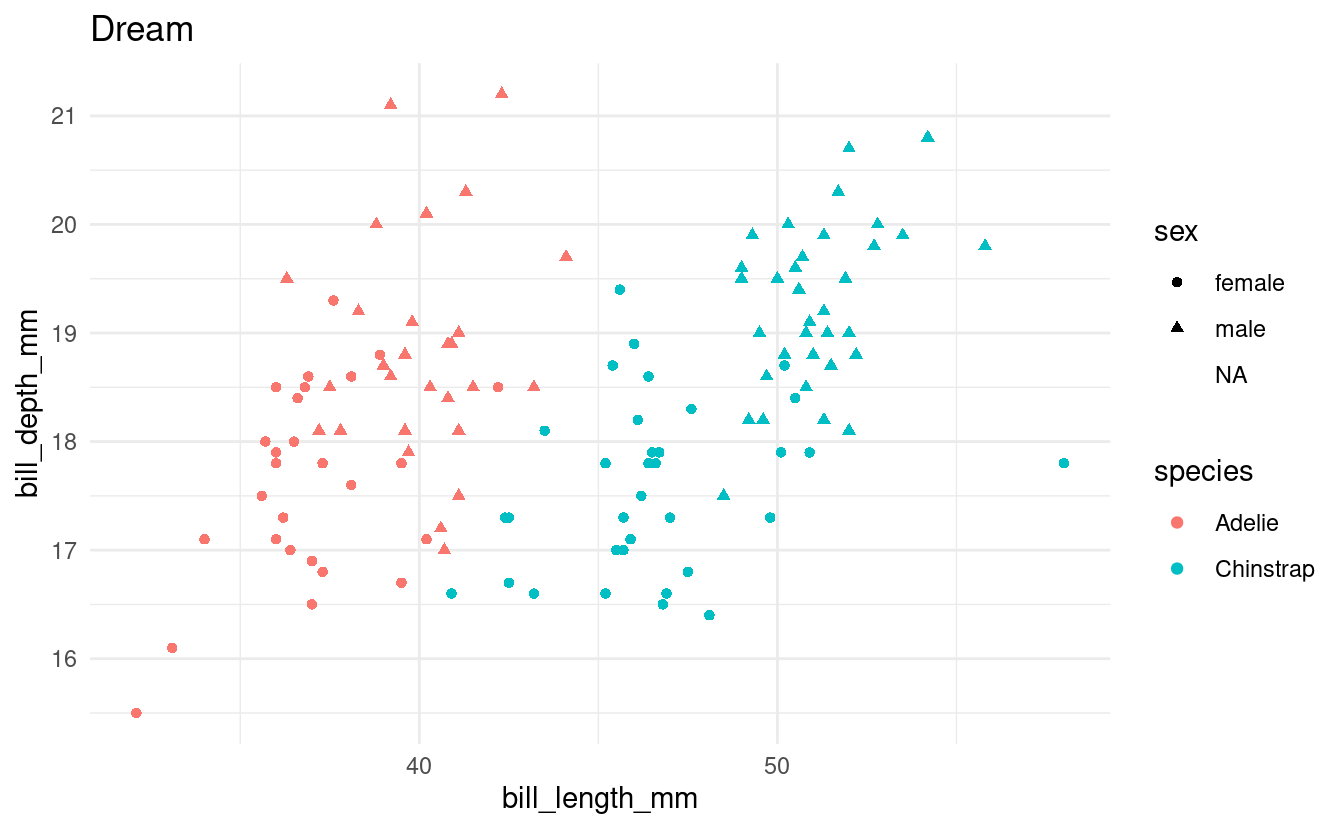 Dream
bill_depth_mm
21
20
19
18
17
16
40
50
bill_length_mm
sex
female
male
NA
species
Adelie
Chinstrap